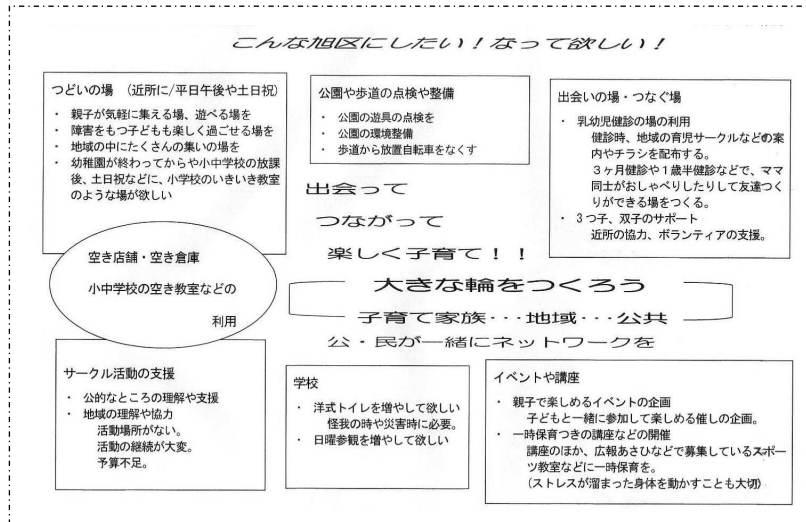 こんな旭区にしたい！なって欲しい！
つどいの場　(近所に/平日午後や土日祝)
・ 親子が気軽に集える場、遊べる場を
・ 障害をもつ子どもも楽しく過ごせる場を
・ 地域の中にたくさんの集いの場を
・ 幼稚園が終わってからや小中学校の放課
後、土日祝などに、小学校のいきいき教室
のような場が欲しい
公園や歩道の点検や整備
・ 公園の遊具の点検を
・ 公園の環境整備
・ 歩道から放置自転車をなくす
出会いの場・つなぐ場
・ 乳幼児健診の場の利用
健診時、地域の育児サークルなどの案
内やチラシを配布する。
３ヶ月健診や１歳半健診などで、ママ
同士がおしゃべりしたりして友達つく
りができる場をつくる。
・ ３つ子、双子のサポート
近所の協力、ボランティアの支援。
出会って
つながって
楽しく子育て！！
大きな輪をつくろう
子育て家族・・・地域・・・公共
公・民が一緒にネットワークを
空き店舗・空き倉庫
小中学校の空き教室などの
利用
サークル活動の支援
・ 公的なところの理解や支援
・ 地域の理解や協力
活動場所がない。
活動の継続が大変。
予算不足。
学校
・ 洋式トイレを増やして欲しい
怪我の時や災害時に必要。
・ 日曜参観を増やして欲しい
イベントや講座
・ 親子で楽しめるイベントの企画
子どもと一緒に参加して楽しめる催しの企画。
・ 一時保育つきの講座などの開催
講座のほか、広報あさひなどで募集しているスポー
ツ教室などに一時保育を。
(ストレスが溜まった身体を動かすことも大切)